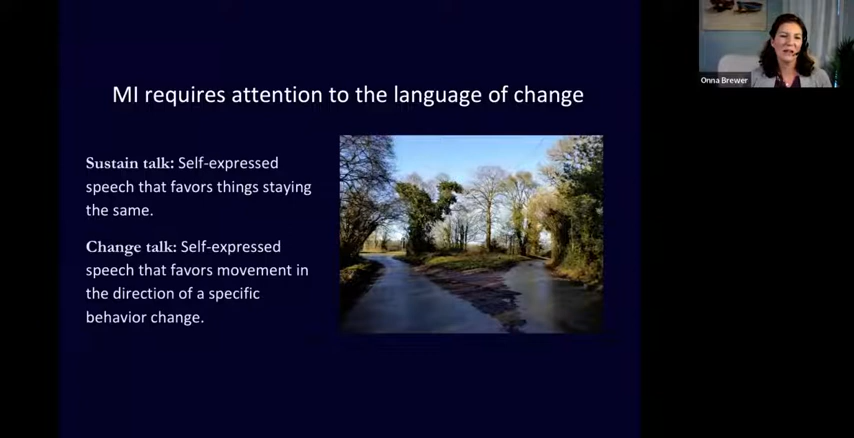 MI requires attention to the language of change
Sustain talk: Self-expressed
speech that favors things staying
the same.
Change talk: Self-expressed
speech that favors movement in
the direction of a specific
behavior change.
Onna Brewer